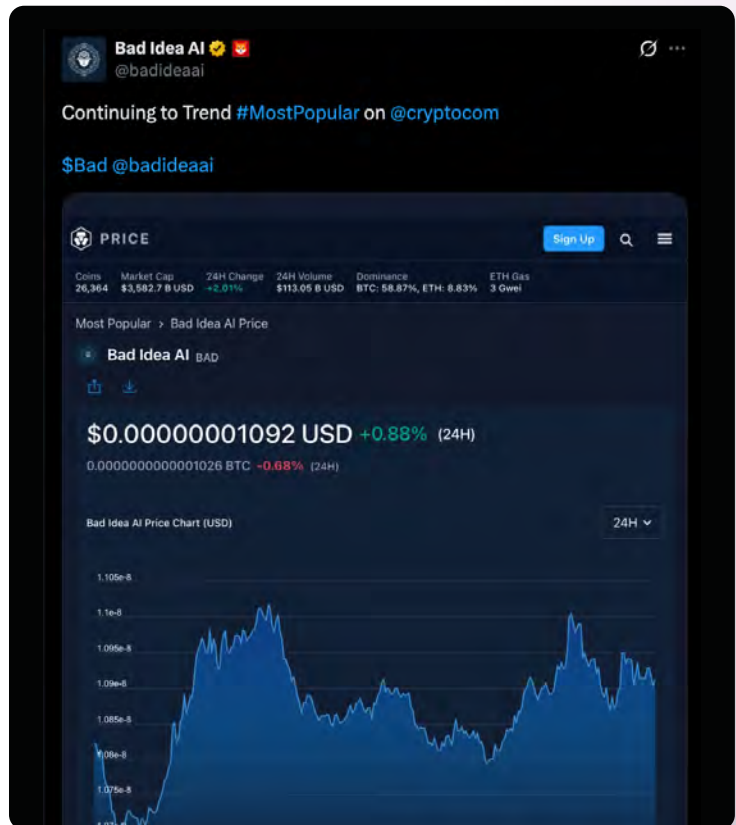 Bad Idea AI
@badideaai
Continuing to Trend #MostPopular on @cryptocom
$Bad @badideaai
PRICE
Sign Up
Coins Market Cap 24H Change 24H Volume Dominance ETH Gas
26,364 $3,582.7 B USD +2.01% $113.05 B USD BTC: 58.87%, ETH: 8.83% 3 Gwei
Most Popular > Bad Idea AI Price
Bad Idea AI BAD
$0.00000001092 USD +0.88% (24H)
0.0000000000001026 BTC -0.68% (24H)
Bad Idea AI Price Chart (USD)
24H
1.105e-8
1.1e-8
1.095e-8
1.09e-8
1.085e-8
1.08e-8
1.075e-8